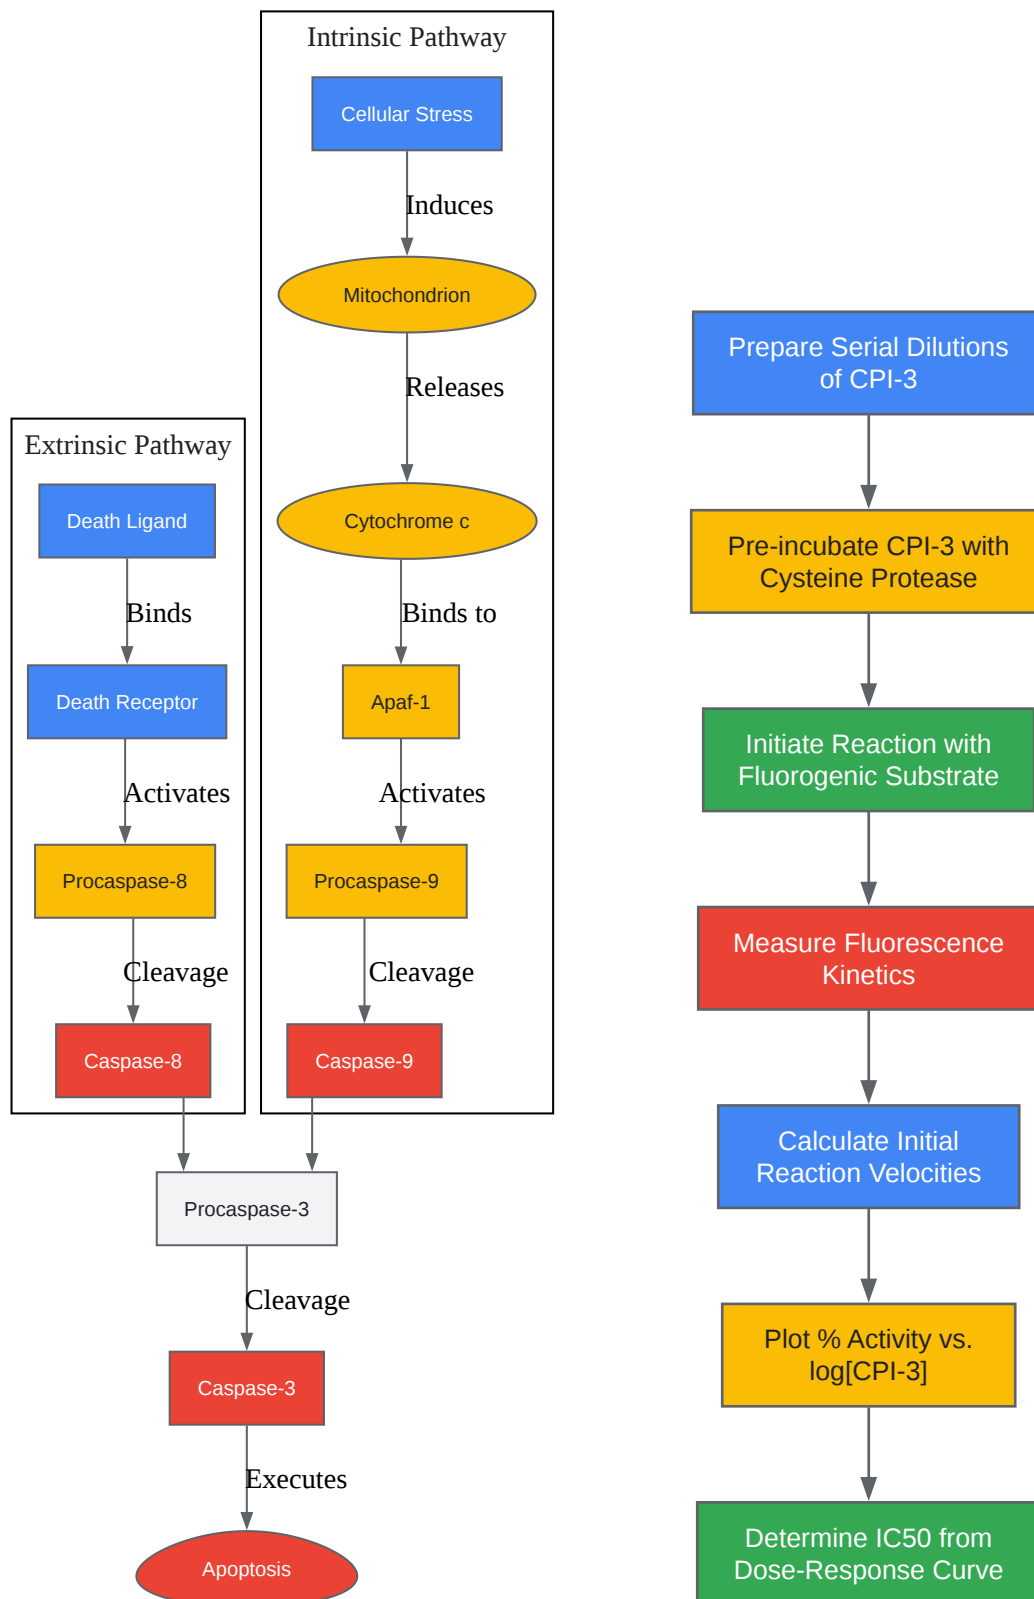 Intrinsic Pathway
Cellular Stress
Induces
Mitochondrion
Releases
Cytochrome c
Binds to
Apaf-1
Activates
Procaspase-9
Cleavage
Caspase-9
Extrinsic Pathway
Death Ligand
Binds
Death Receptor
Activates
Procaspase-8
Cleavage
Caspase-8
Procaspase-3
Cleavage
Caspase-3
Executes
Apoptosis
Prepare Serial Dilutions
of CPI-3
Pre-incubate CPI-3 with
Cysteine Protease
Initiate Reaction with
Fluorogenic Substrate
Measure Fluorescence
Kinetics
Calculate Initial
Reaction Velocities
Plot % Activity vs.
log[CPI-3]
Determine IC50 from
Dose-Response Curve